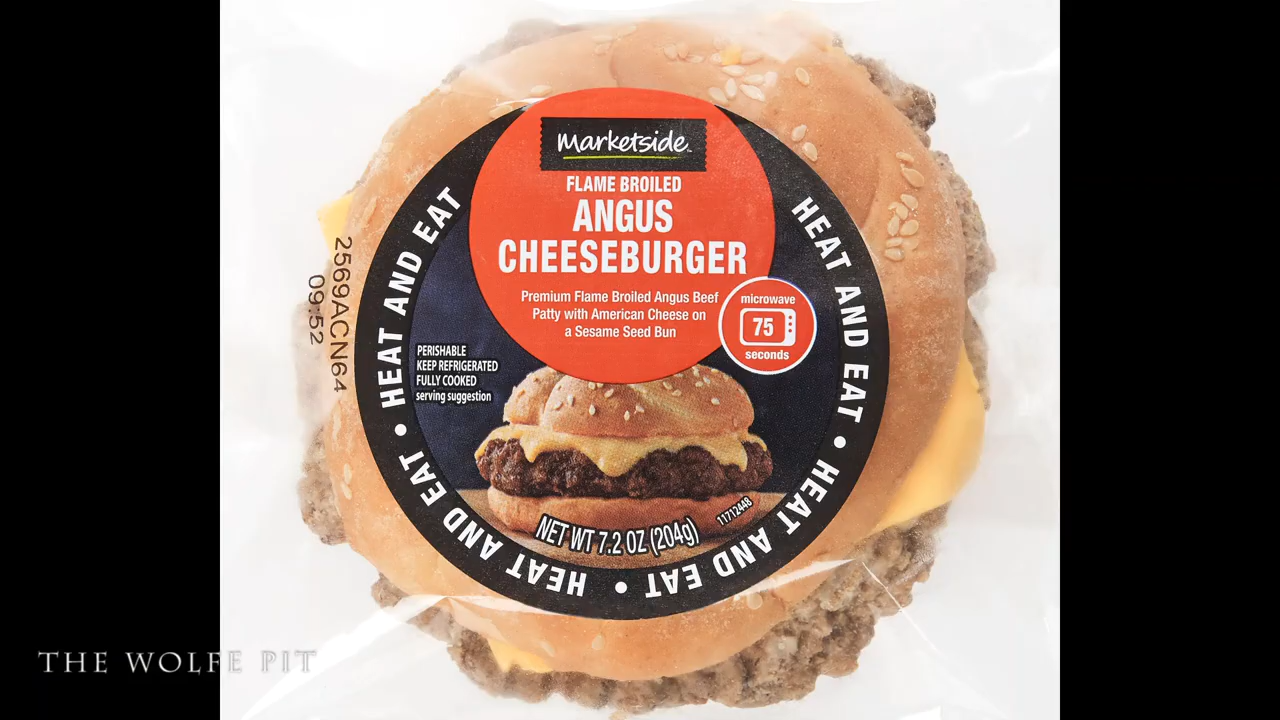 Marketside
FLAME BROILED
ANGUS
CHEESEBURGER
Premium Flame Broiled Angus Beef
Patty with American Cheese on
a Sesame Seed Bun
microwave
75
seconds
PERISHABLE
KEEP REFRIGERATED
FULLY COOKED
serving suggestion
HEAT AND EAT • HEAT AND EAT • HEAT AND EAT • HEAT AND EAT •
NET WT 7.2 OZ (204g)
11712448
2569ACN64
09:52
THE WOLFE PIT